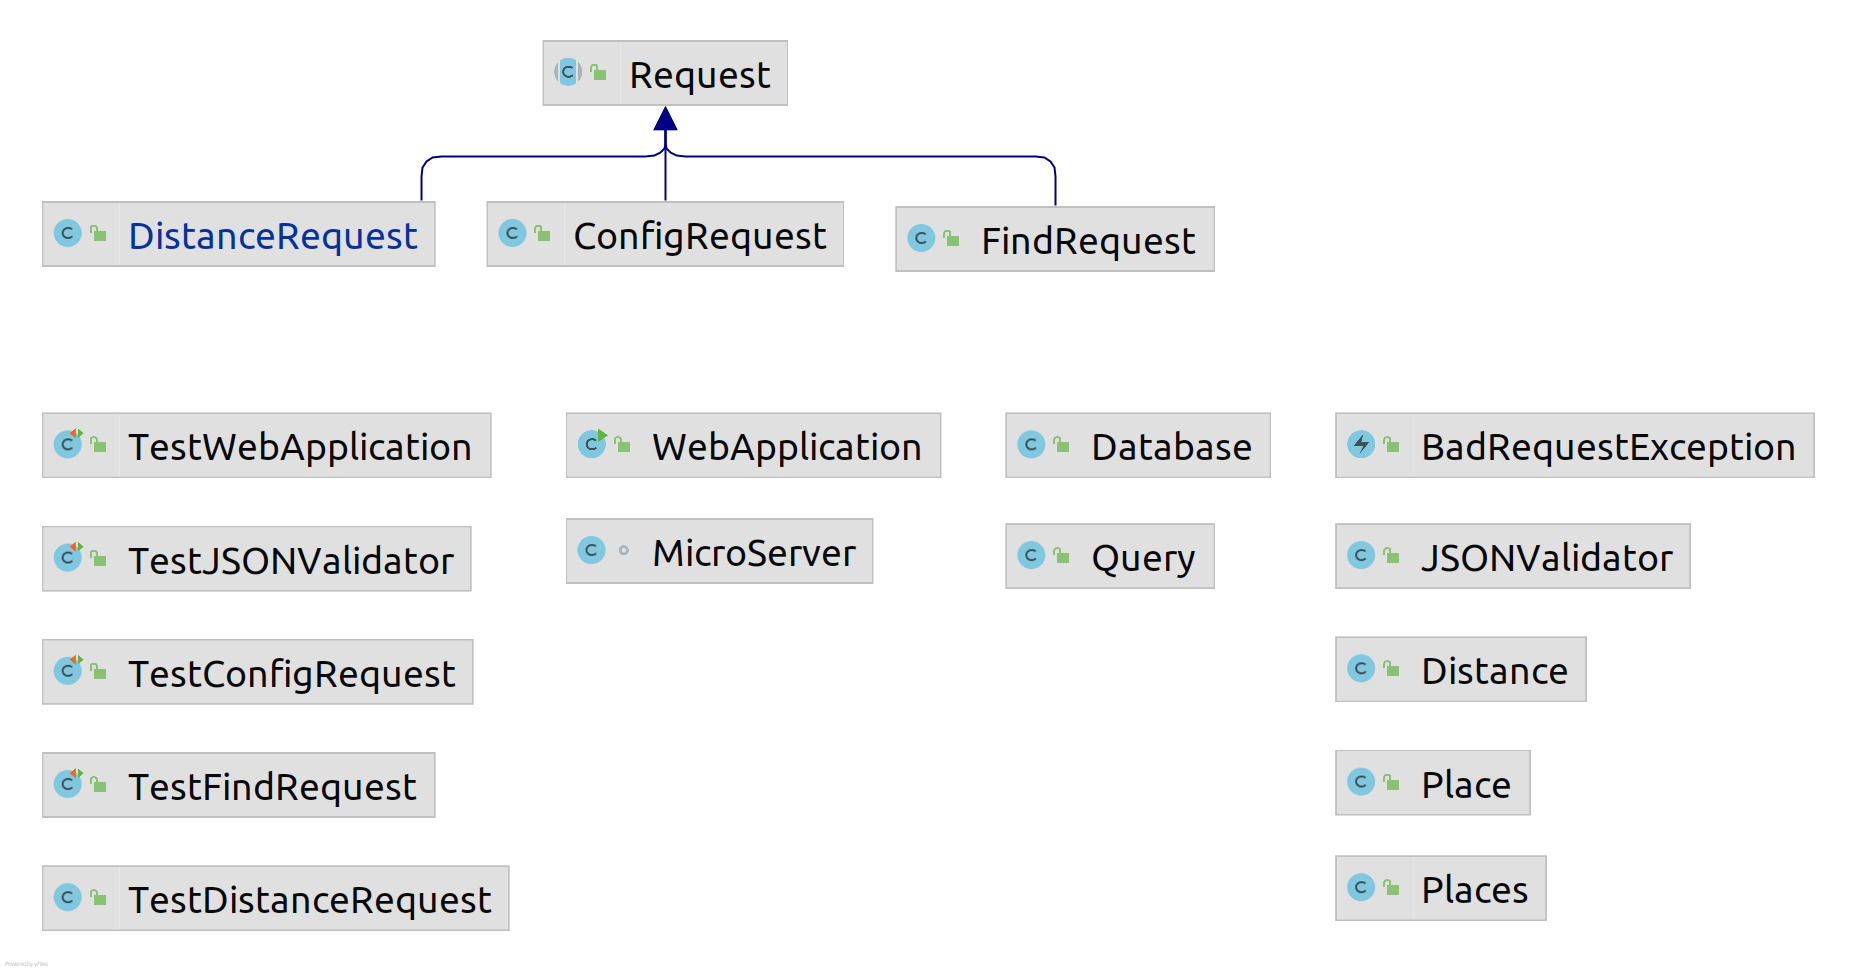 Request
DistanceRequest
ConfigRequest
FindRequest
TestWebApplication
WebApplication
Database
BadRequestException
TestJSONValidator
MicroServer
Query
JSONValidator
TestConfigRequest
Distance
TestFindRequest
Place
TestDistanceRequest
Places
Powered by yFiles